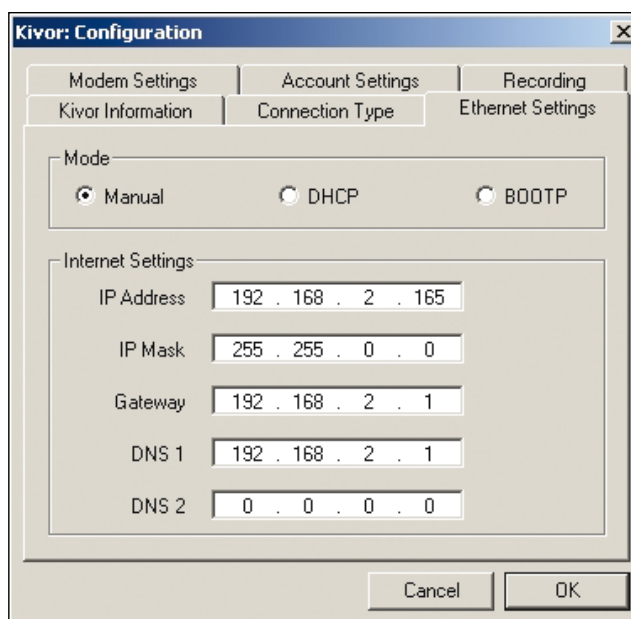 Kivor: Configuration
Modem Settings Account Settings Recording
Kivor Information Connection Type Ethernet Settings
Mode
Manual DHCP BOOTP
Internet Settings
IP Address 192 . 168 . 2 . 165
IP Mask 255 . 255 . 0 . 0
Gateway 192 . 168 . 2 . 1
DNS 1 192 . 168 . 2 . 1
DNS 2 0 . 0 . 0 . 0
Cancel OK